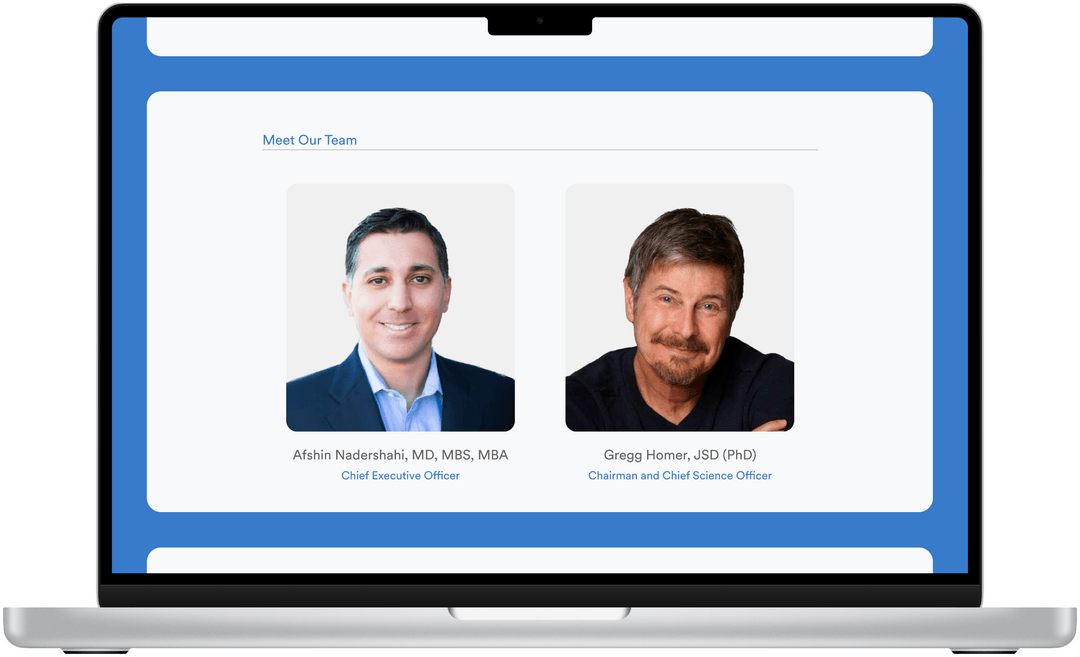 Meet Our Team
Afshin Nadershahi, MD, MBS, MBA
Gregg Homer, JSD (PhD)
Chief Executive Officer
Chairman and Chief Science Officer